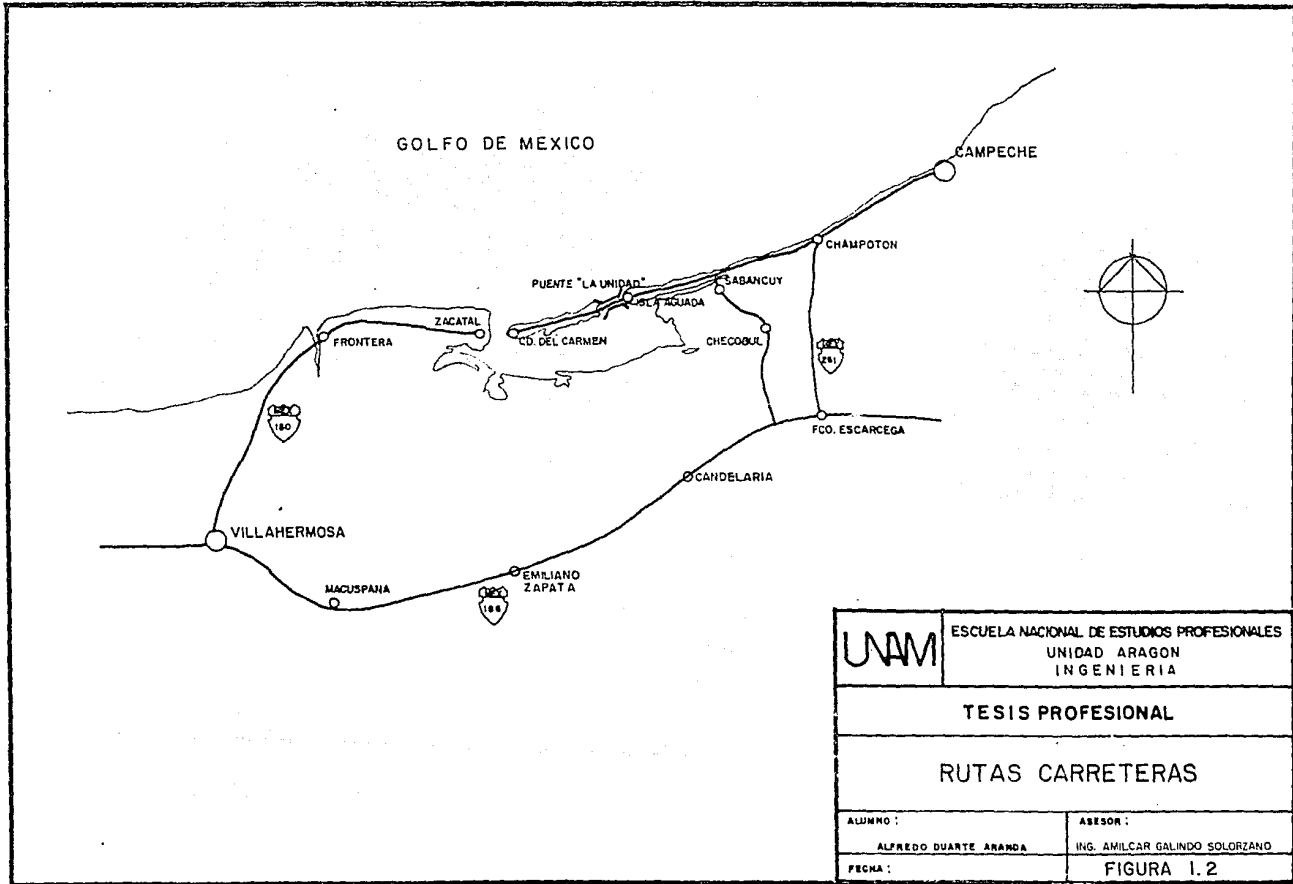 GOLFO DE MEXICO
CAMPECHE
CHAMPOTON
PUENTE "LA UNIDAD"
SABANCUY
ISLA AGUADA
ZACATAL
FRONTERA
CD. DEL CARMEN
CHECOBUL
261
180
FCO. ESCARCEGA
CANDELARIA
VILLAHERMOSA
EMILIANO
ZAPATA
MACUSPANA
186
UNAM
ESCUELA NACIONAL DE ESTUDIOS PROFESIONALES
UNIDAD ARAGON
INGENIERIA
TESIS PROFESIONAL
RUTAS CARRETERAS
ALUMNO :
ALFREDO DUARTE ARANDA
ASESOR :
ING. AMILCAR GALINDO SOLORZANO
FECHA :
FIGURA 1.2